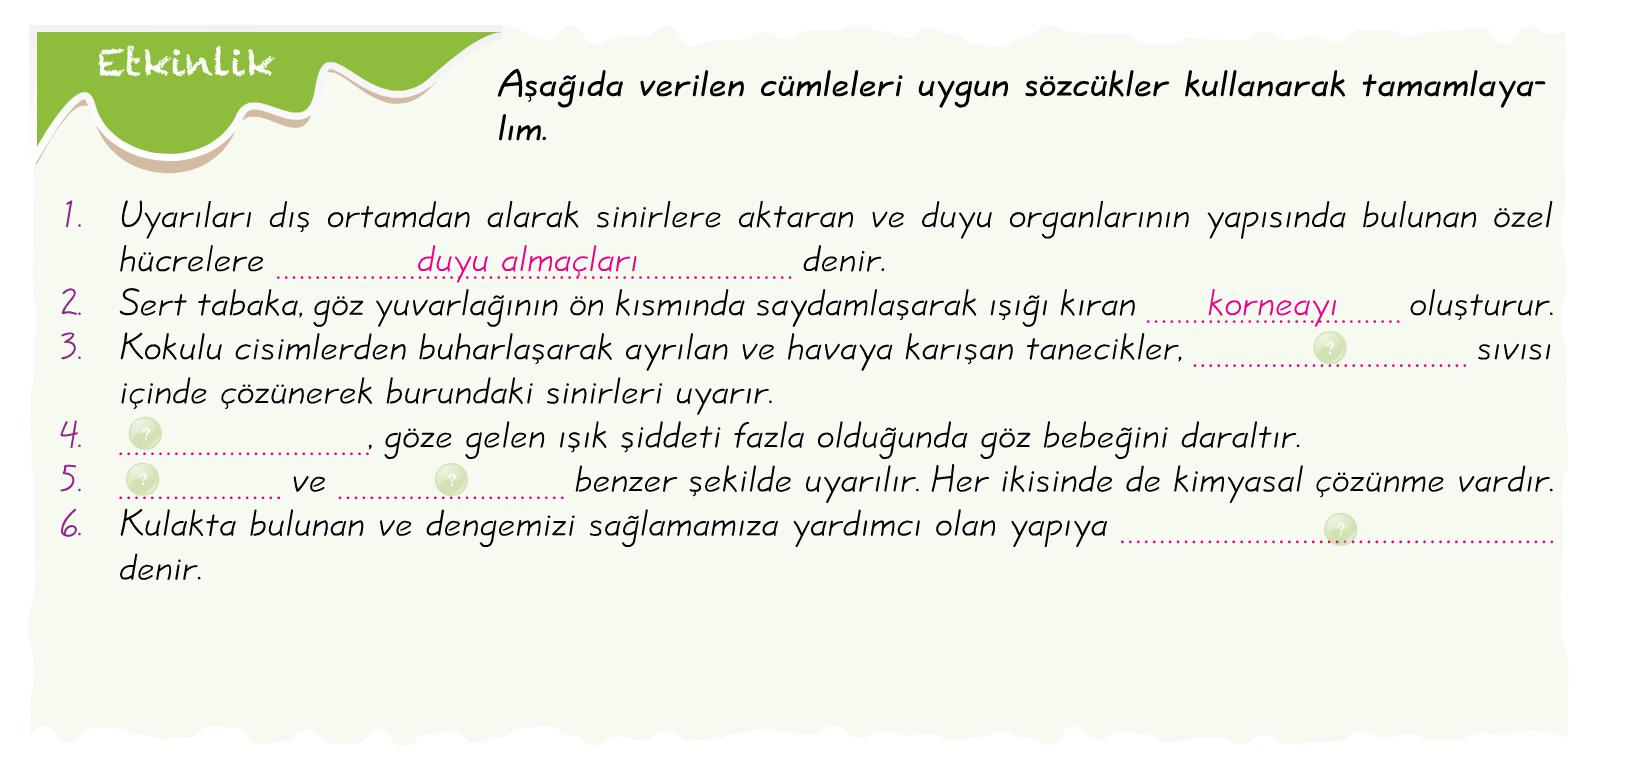 Etkinlik
Aşağıda verilen cümleleri uygun sözcükler kullanarak tamamlaya-
lım.
1. Uyarıları dış ortamdan alarak sinirlere aktaran ve duyu organlarının yapısında bulunan özel
hücrelere ........ duyu almaçları ........ denir.
2. Sert tabaka, göz yuvarlağının ön kısmında saydamlaşarak ışığı kıran ........ korneayı ........ oluşturur.
3. Kokulu cisimlerden buharlaşarak ayrılan ve havaya karışan tanecikler, ........ ? ........ sıvısı
içinde çözünerek burundaki sinirleri uyarır.
4. ? ........, göze gelen ışık şiddeti fazla olduğunda göz bebeğini daraltır.
5. ? ........ ve ........ ? ........ benzer şekilde uyarılır. Her ikisinde de kimyasal çözünme vardır.
6. Kulakta bulunan ve dengemizi sağlamamıza yardımcı olan yapıya ........ ? ........
denir.